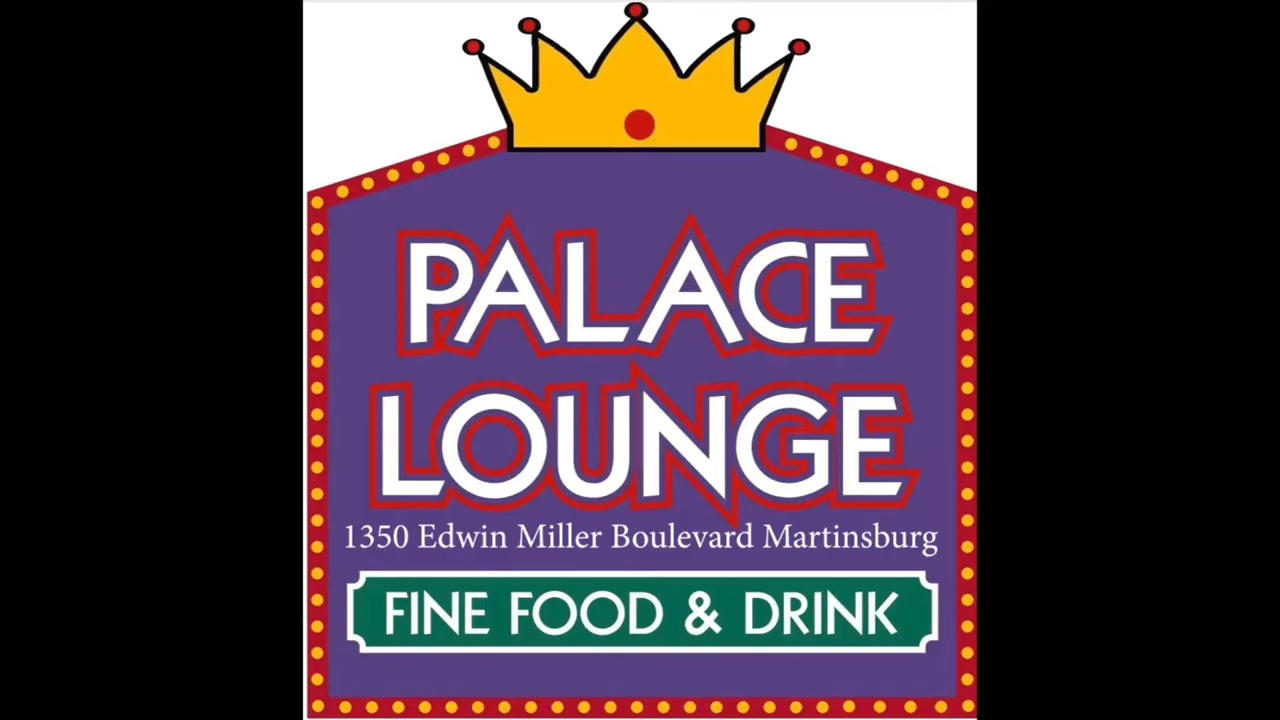 PALACE
LOUNGE
1350 Edwin Miller Boulevard Martinsburg
FINE FOOD & DRINK